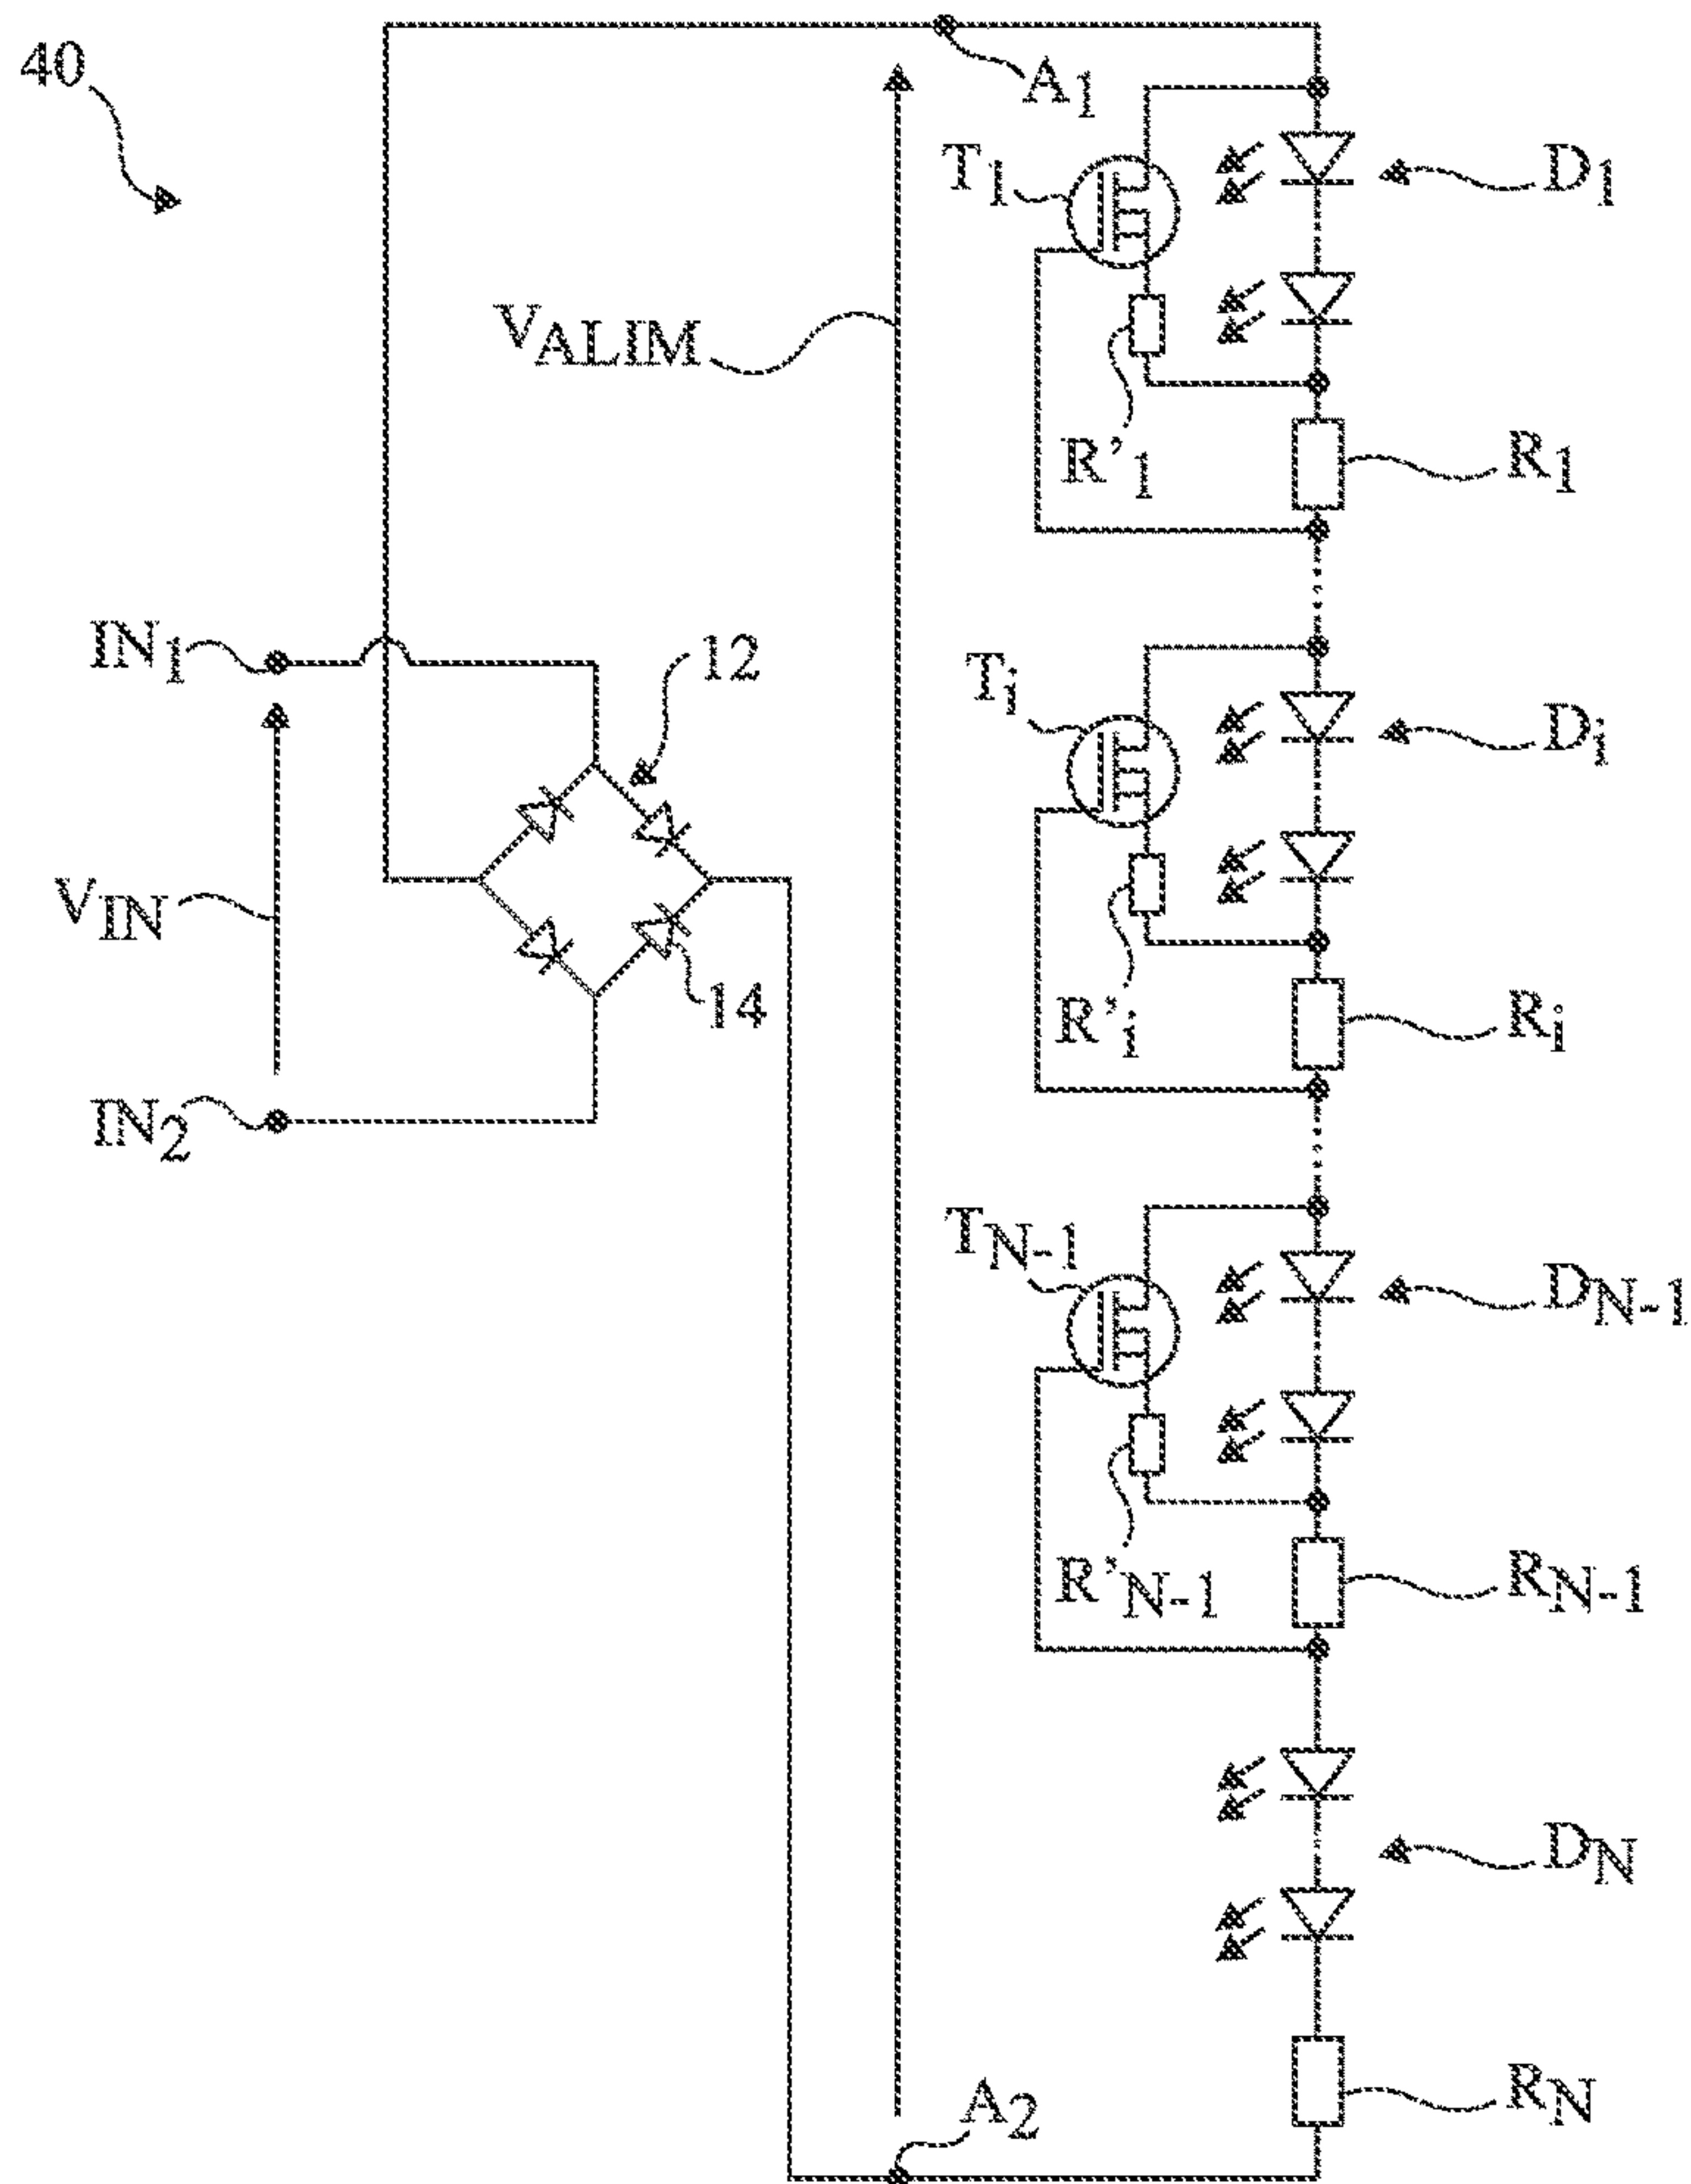 40
A1
T1
D1
VALIM
R'1
R1
IN1
12
Ti
Di
VIN
14
R'i
Ri
IN2
TN-1
DN-1
R'N-1
RN-1
DN
A2
RN